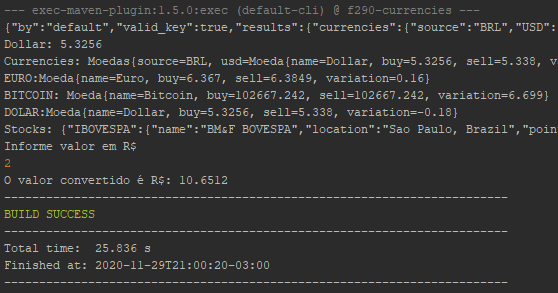 --- exec-maven-plugin:1.5.0:exec (default-cli) @ f290-currencies ---
{"by":"default","valid_key":true,"results":{"currencies":{"source":"BRL","USD":
Dollar: 5.3256
Currencies: Moedas{source=BRL, usd=Moeda{name=Dollar, buy=5.3256, sell=5.338, v
EURO:Moeda{name=Euro, buy=6.367, sell=6.3849, variation=0.16}
BITCOIN: Moeda{name=Bitcoin, buy=102667.242, sell=102667.242, variation=6.699}
DOLAR:Moeda{name=Dollar, buy=5.3256, sell=5.338, variation=-0.18}
Stocks: {"IBOVESPA":{"name":"BM&F BOVESPA","location":"Sao Paulo, Brazil","poin
Informe valor em R$
2
O valor convertido é R$: 10.6512
------------------------------------------------------------------------
BUILD SUCCESS
------------------------------------------------------------------------
Total time:  25.836 s
Finished at: 2020-11-29T21:00:20-03:00
------------------------------------------------------------------------